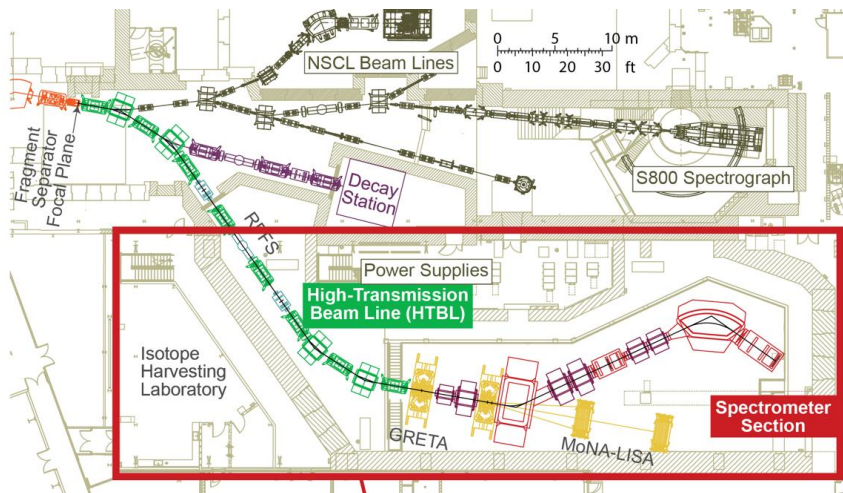 0 5 10 m
0 10 20 30 ft
NSCL Beam Lines
Fragment
Separator
Focal Plane
Decay
Station
S800 Spectrograph
RFFS
Power Supplies
High-Transmission
Beam Line (HTBL)
Isotope
Harvesting
Laboratory
Spectrometer
Section
GRETA
MoNA-LISA